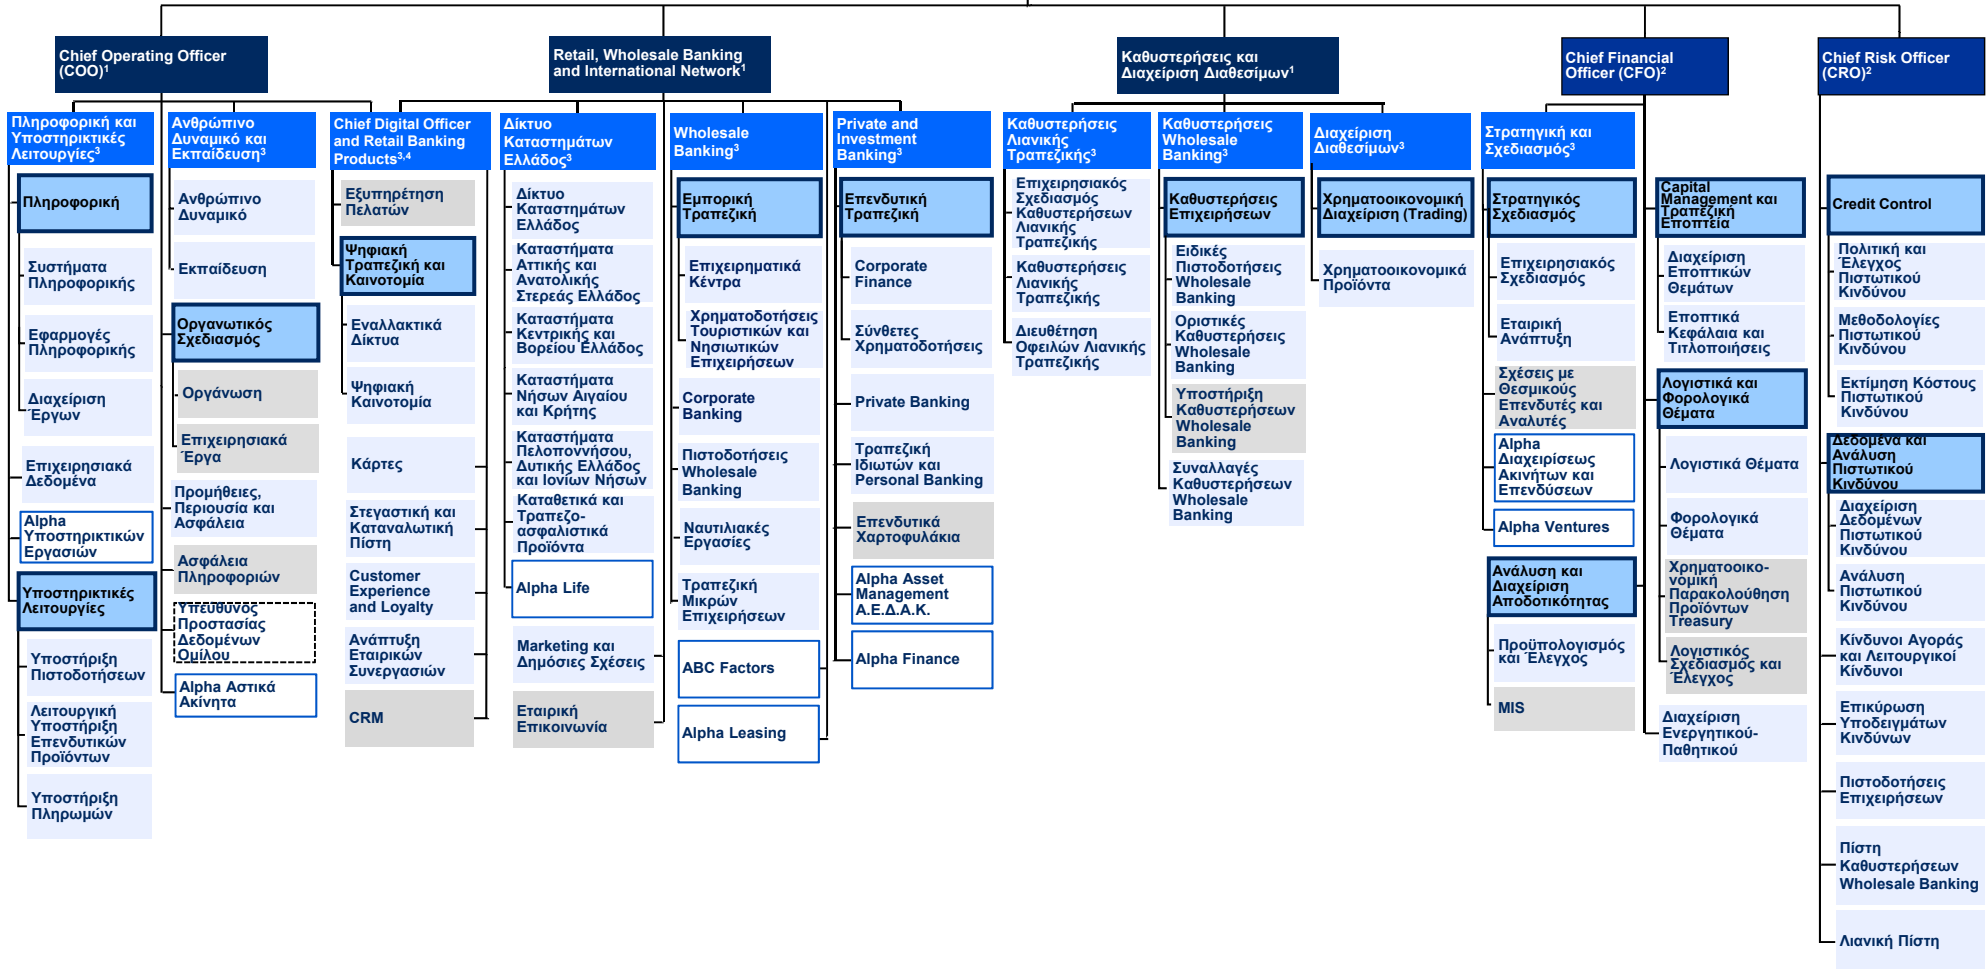 Chief Operating Officer
(COO)1
Retail, Wholesale Banking
and International Network1
Καθυστερήσεις και
Διαχείριση Διαθεσίμων1
Chief Financial
Officer (CFO)2
Chief Risk Officer
(CRO)2
Πληροφορική και
Υποστηρικτικές
Λειτουργίες3
Πληροφορική
Συστήματα
Πληροφορικής
Εφαρμογές
Πληροφορικής
Διαχείριση
Έργων
Επιχειρησιακά
Δεδομένα
Alpha
Υποστηρικτικών
Εργασιών
Υποστηρικτικές
Λειτουργίες
Υποστήριξη
Πιστοδοτήσεων
Λειτουργική
Υποστήριξη
Επενδυτικών
Προϊόντων
Υποστήριξη
Πληρωμών
Ανθρώπινο
Δυναμικό και
Εκπαίδευση3
Ανθρώπινο
Δυναμικό
Εκπαίδευση
Οργανωτικός
Σχεδιασμός
Οργάνωση
Επιχειρησιακά
Έργα
Προμήθειες,
Περιουσία και
Ασφάλεια
Ασφάλεια
Πληροφοριών
Υπεύθυνος
Προστασίας
Δεδομένων
Ομίλου
Alpha Αστικά
Ακίνητα
Chief Digital Officer
and Retail Banking
Products3,4
Εξυπηρέτηση
Πελατών
Ψηφιακή
Τραπεζική και
Καινοτομία
Εναλλακτικά
Δίκτυα
Ψηφιακή
Καινοτομία
Κάρτες
Στεγαστική και
Καταναλωτική
Πίστη
Customer
Experience
and Loyalty
Ανάπτυξη
Εταιρικών
Συνεργασιών
CRM
Δίκτυο
Καταστημάτων
Ελλάδος3
Δίκτυο
Καταστημάτων
Ελλάδος
Καταστήματα
Αττικής και
Ανατολικής
Στερεάς Ελλάδος
Καταστήματα
Κεντρικής και
Βορείου Ελλάδος
Καταστήματα
Νήσων Αιγαίου
και Κρήτης
Καταστήματα
Πελοποννήσου,
Δυτικής Ελλάδος
και Ιονίων Νήσων
Καταθετικά και
Τραπεζο-
ασφαλιστικά
Προϊόντα
Alpha Life
Marketing και
Δημόσιες Σχέσεις
Εταιρική
Επικοινωνία
Wholesale
Banking3
Εμπορική
Τραπεζική
Επιχειρηματικά
Κέντρα
Χρηματοδοτήσεις
Τουριστικών και
Νησιωτικών
Επιχειρήσεων
Corporate
Banking
Πιστοδοτήσεις
Wholesale
Banking
Ναυτιλιακές
Εργασίες
Τραπεζική
Μικρών
Επιχειρήσεων
ABC Factors
Alpha Leasing
Private and
Investment
Banking3
Επενδυτική
Τραπεζική
Corporate
Finance
Σύνθετες
Χρηματοδοτήσεις
Private Banking
Τραπεζική
Ιδιωτών και
Personal Banking
Επενδυτικά
Χαρτοφυλάκια
Alpha Asset
Management
Α.Ε.Δ.Α.Κ.
Alpha Finance
Καθυστερήσεις
Λιανικής
Τραπεζικής3
Επιχειρησιακός
Σχεδιασμός
Καθυστερήσεων
Λιανικής
Τραπεζικής
Καθυστερήσεις
Λιανικής
Τραπεζικής
Διευθέτηση
Οφειλών Λιανικής
Τραπεζικής
Καθυστερήσεις
Wholesale
Banking3
Καθυστερήσεις
Επιχειρήσεων
Ειδικές
Πιστοδοτήσεις
Wholesale
Banking
Οριστικές
Καθυστερήσεις
Wholesale
Banking
Υποστήριξη
Καθυστερήσεων
Wholesale
Banking
Συναλλαγές
Καθυστερήσεων
Wholesale
Banking
Διαχείριση
Διαθεσίμων3
Χρηματοοικονομική
Διαχείριση (Trading)
Χρηματοοικονομικά
Προϊόντα
Στρατηγική και
Σχεδιασμός3
Στρατηγικός
Σχεδιασμός
Επιχειρησιακός
Σχεδιασμός
Εταιρική
Ανάπτυξη
Σχέσεις με
Θεσμικούς
Επενδυτές και
Αναλυτές
Alpha
Διαχειρίσεως
Ακινήτων και
Επενδύσεων
Alpha Ventures
Ανάλυση και
Διαχείριση
Αποδοτικότητας
Προϋπολογισμός
και Έλεγχος
MIS
Capital
Management και
Τραπεζική
Εποπτεία
Διαχείριση
Εποπτικών
Θεμάτων
Εποπτικά
Κεφάλαια και
Τιτλοποιήσεις
Λογιστικά και
Φορολογικά
Θέματα
Λογιστικά Θέματα
Φορολογικά
Θέματα
Χρηματοοικο-
νομική
Παρακολούθηση
Προϊόντων
Treasury
Λογιστικός
Σχεδιασμός και
Έλεγχος
Διαχείριση
Ενεργητικού-
Παθητικού
Credit Control
Πολιτική και
Έλεγχος
Πιστωτικού
Κινδύνου
Μεθοδολογίες
Πιστωτικού
Κινδύνου
Εκτίμηση Κόστους
Πιστωτικού
Κινδύνου
Δεδομένα και
Ανάλυση
Πιστωτικού
Κινδύνου
Διαχείριση
Δεδομένων
Πιστωτικού
Κινδύνου
Ανάλυση
Πιστωτικού
Κινδύνου
Κίνδυνοι Αγοράς
και Λειτουργικοί
Κίνδυνοι
Επικύρωση
Υποδειγμάτων
Κινδύνων
Πιστοδοτήσεις
Επιχειρήσεων
Πίστη
Καθυστερήσεων
Wholesale Banking
Λιανική Πίστη